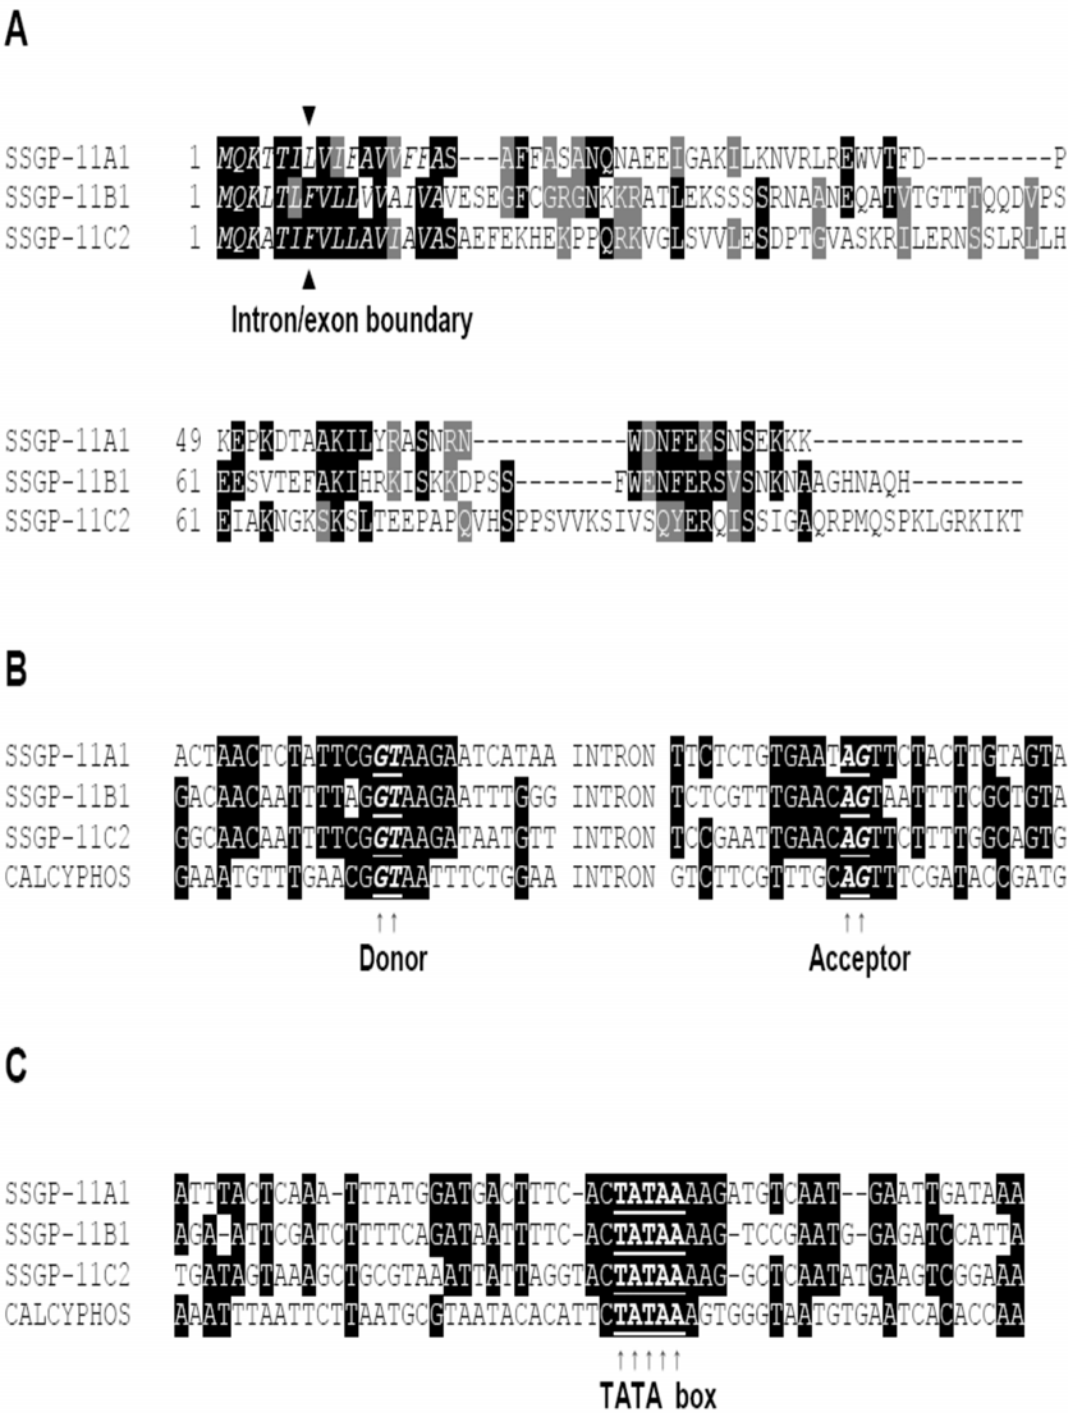 A
SSGP-11A1 1 MQKTTILVIFAVVFFAS---AFFASANQNAEEIGAKILKNVRLREWVTFD---------P
SSGP-11B1 1 MQKLTLFVLLVVAIVAVESEGFCGRGNKKRATLEKSSSSRNAANEQATVTGTTTQQDVPS
SSGP-11C2 1 MQKATIFVLLAVIAVASAEFEKHEKPPQRKVGLSVVLESDPTGVASKRILERNSSLRLLH
Intron/exon boundary
SSGP-11A1 49 KEPKDTAAKILYRASNRN-----------WDNFEKSNSEKKK---------------
SSGP-11B1 61 EESVTEFAKIHRKISKKDPSS-------FWENFERSVSNKNAAGHNAQH--------
SSGP-11C2 61 EIAKNGKSKSLTEEPAPQVHSPPSVVKSIVSQYERQISSIGAQRPMQSPKLGRKIKT
B
SSGP-11A1 ACTAACTCTATTCGGTAAGAATCATAA INTRON TTCTCTGTGAATAGTTCTACTTGTAGTA
SSGP-11B1 GACAACAATTTTAGGTAAGAATTTGGG INTRON TCTCGTTTGAACAGTAATTTTCGCTGTA
SSGP-11C2 GGCAACAATTTTCGGTAAGATAATGTT INTRON TCCGAATTGAACAGTTCTTTTGGCAGTG
CALCYPHOS GAAATGTTTGAACGGTAATTTCTGGAA INTRON GTCTTCGTTTGCAGTTTCGATACCGATG
↑↑ ↑↑
Donor Acceptor
C
SSGP-11A1 ATTTACTCAAA-TTTATGGATGACTTTC-ACTATAAAAGATGTCAAT--GAATTGATAAA
SSGP-11B1 AGA-ATTCGATCTTTTCAGATAATTTTC-ACTATAAAAG-TCCGAATG-GAGATCCATTA
SSGP-11C2 TGATAGTAAAGCTGCGTAAATTATTAGGTACTATAAAAG-GCTCAATATGAAGTCGGAAA
CALCYPHOS AAATTTAATTCTTAATGCGTAATACACATTCTATAAAGTGGGTAATGTGAATCACACCAA
↑↑↑↑↑
TATA box